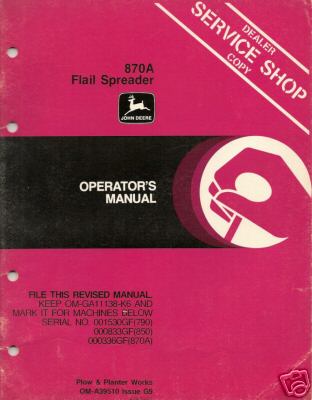 870A
Flail Spreader
DEALER
SERVICE SHOP
COPY
JOHN DEERE
OPERATOR'S
MANUAL
FILE THIS REVISED MANUAL.
KEEP OM-GA11138-K6 AND
MARK IT FOR MACHINES BELOW
SERIAL NO. 001530GF(790)
000833GF(850)
000336GF(870A)
Plow & Planter Works
OM-A39510 Issue G9